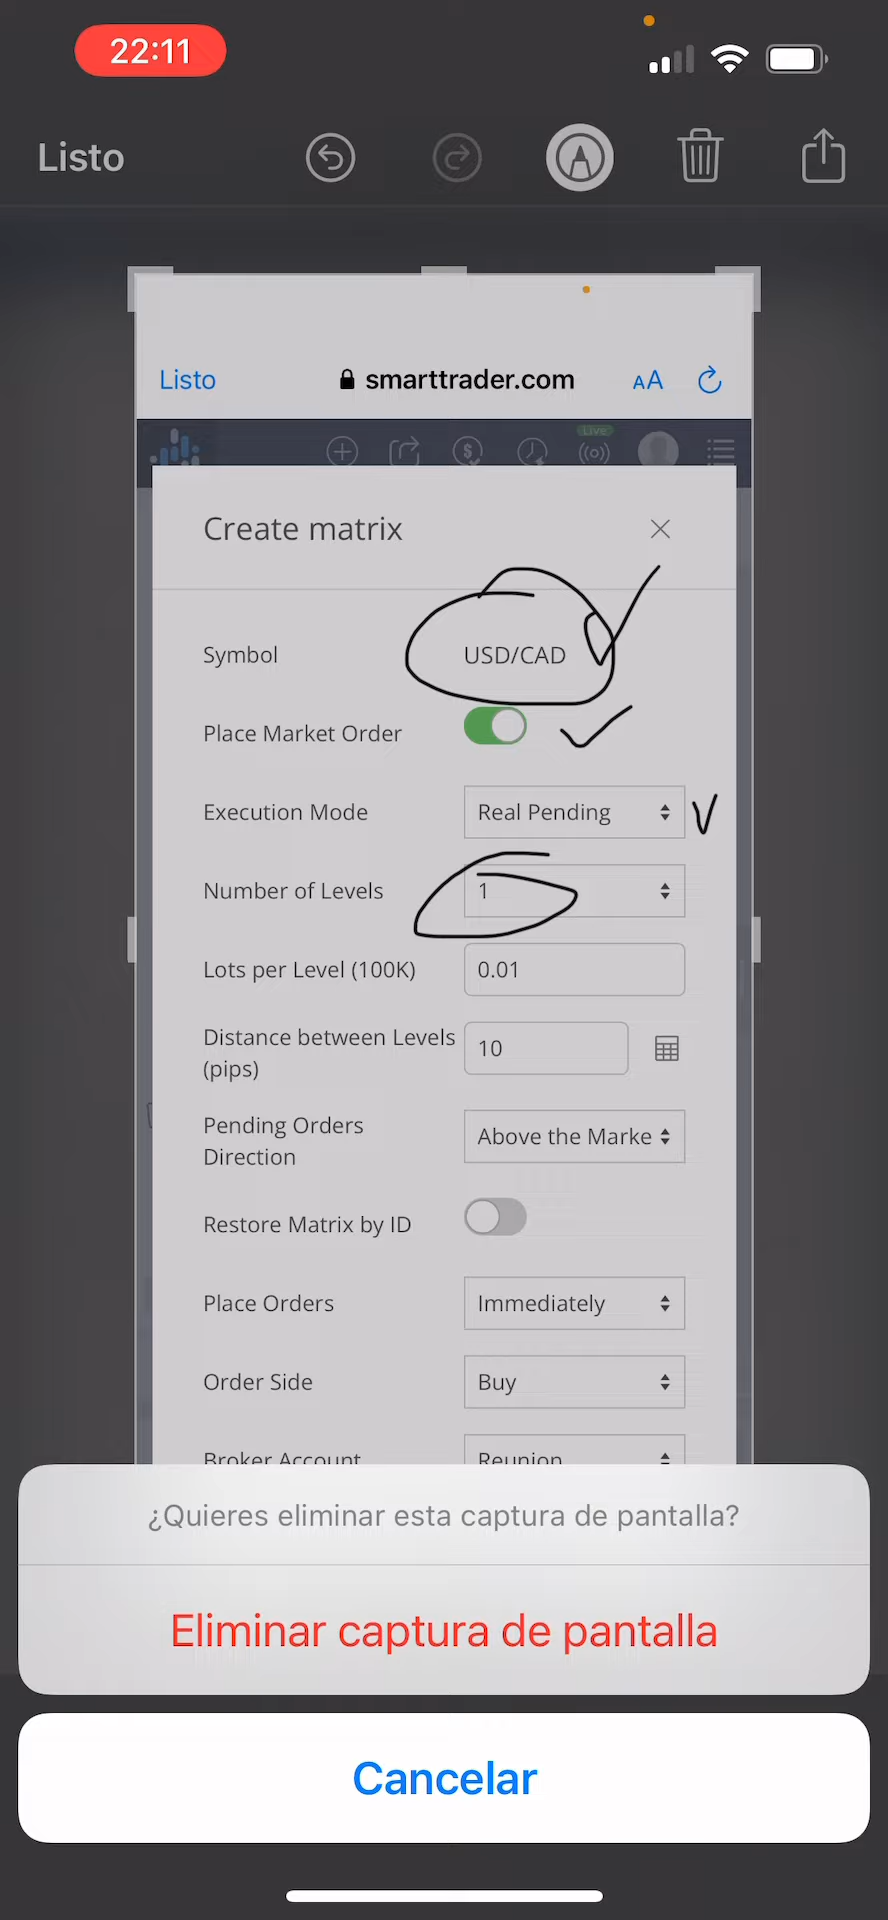 22:11
Listo
Listo
smarttrader.com
AA
Live
Create matrix
Symbol
USD/CAD
Place Market Order
Execution Mode
Real Pending
Number of Levels
1
Lots per Level (100K)
0.01
Distance between Levels
(pips)
10
Pending Orders
Direction
Above the Marke
Restore Matrix by ID
Place Orders
Immediately
Order Side
Buy
Broker Account
Reunion
¿Quieres eliminar esta captura de pantalla?
Eliminar captura de pantalla
Cancelar